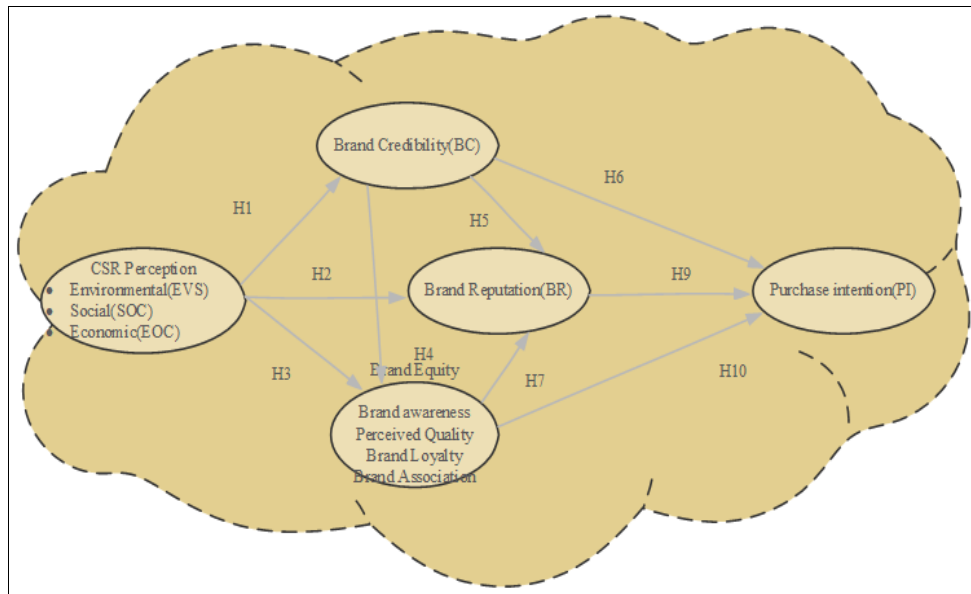 Brand Credibility(BC)
H6
H1
H5
CSR Perception
• Environmental(EVS)
• Social(SOC)
• Economic(EOC)
H2
Brand Reputation(BR)
H9
Purchase intention(PI)
H3
H4
Brand Equity
H7
H10
Brand awareness
Perceived Quality
Brand Loyalty
Brand Association